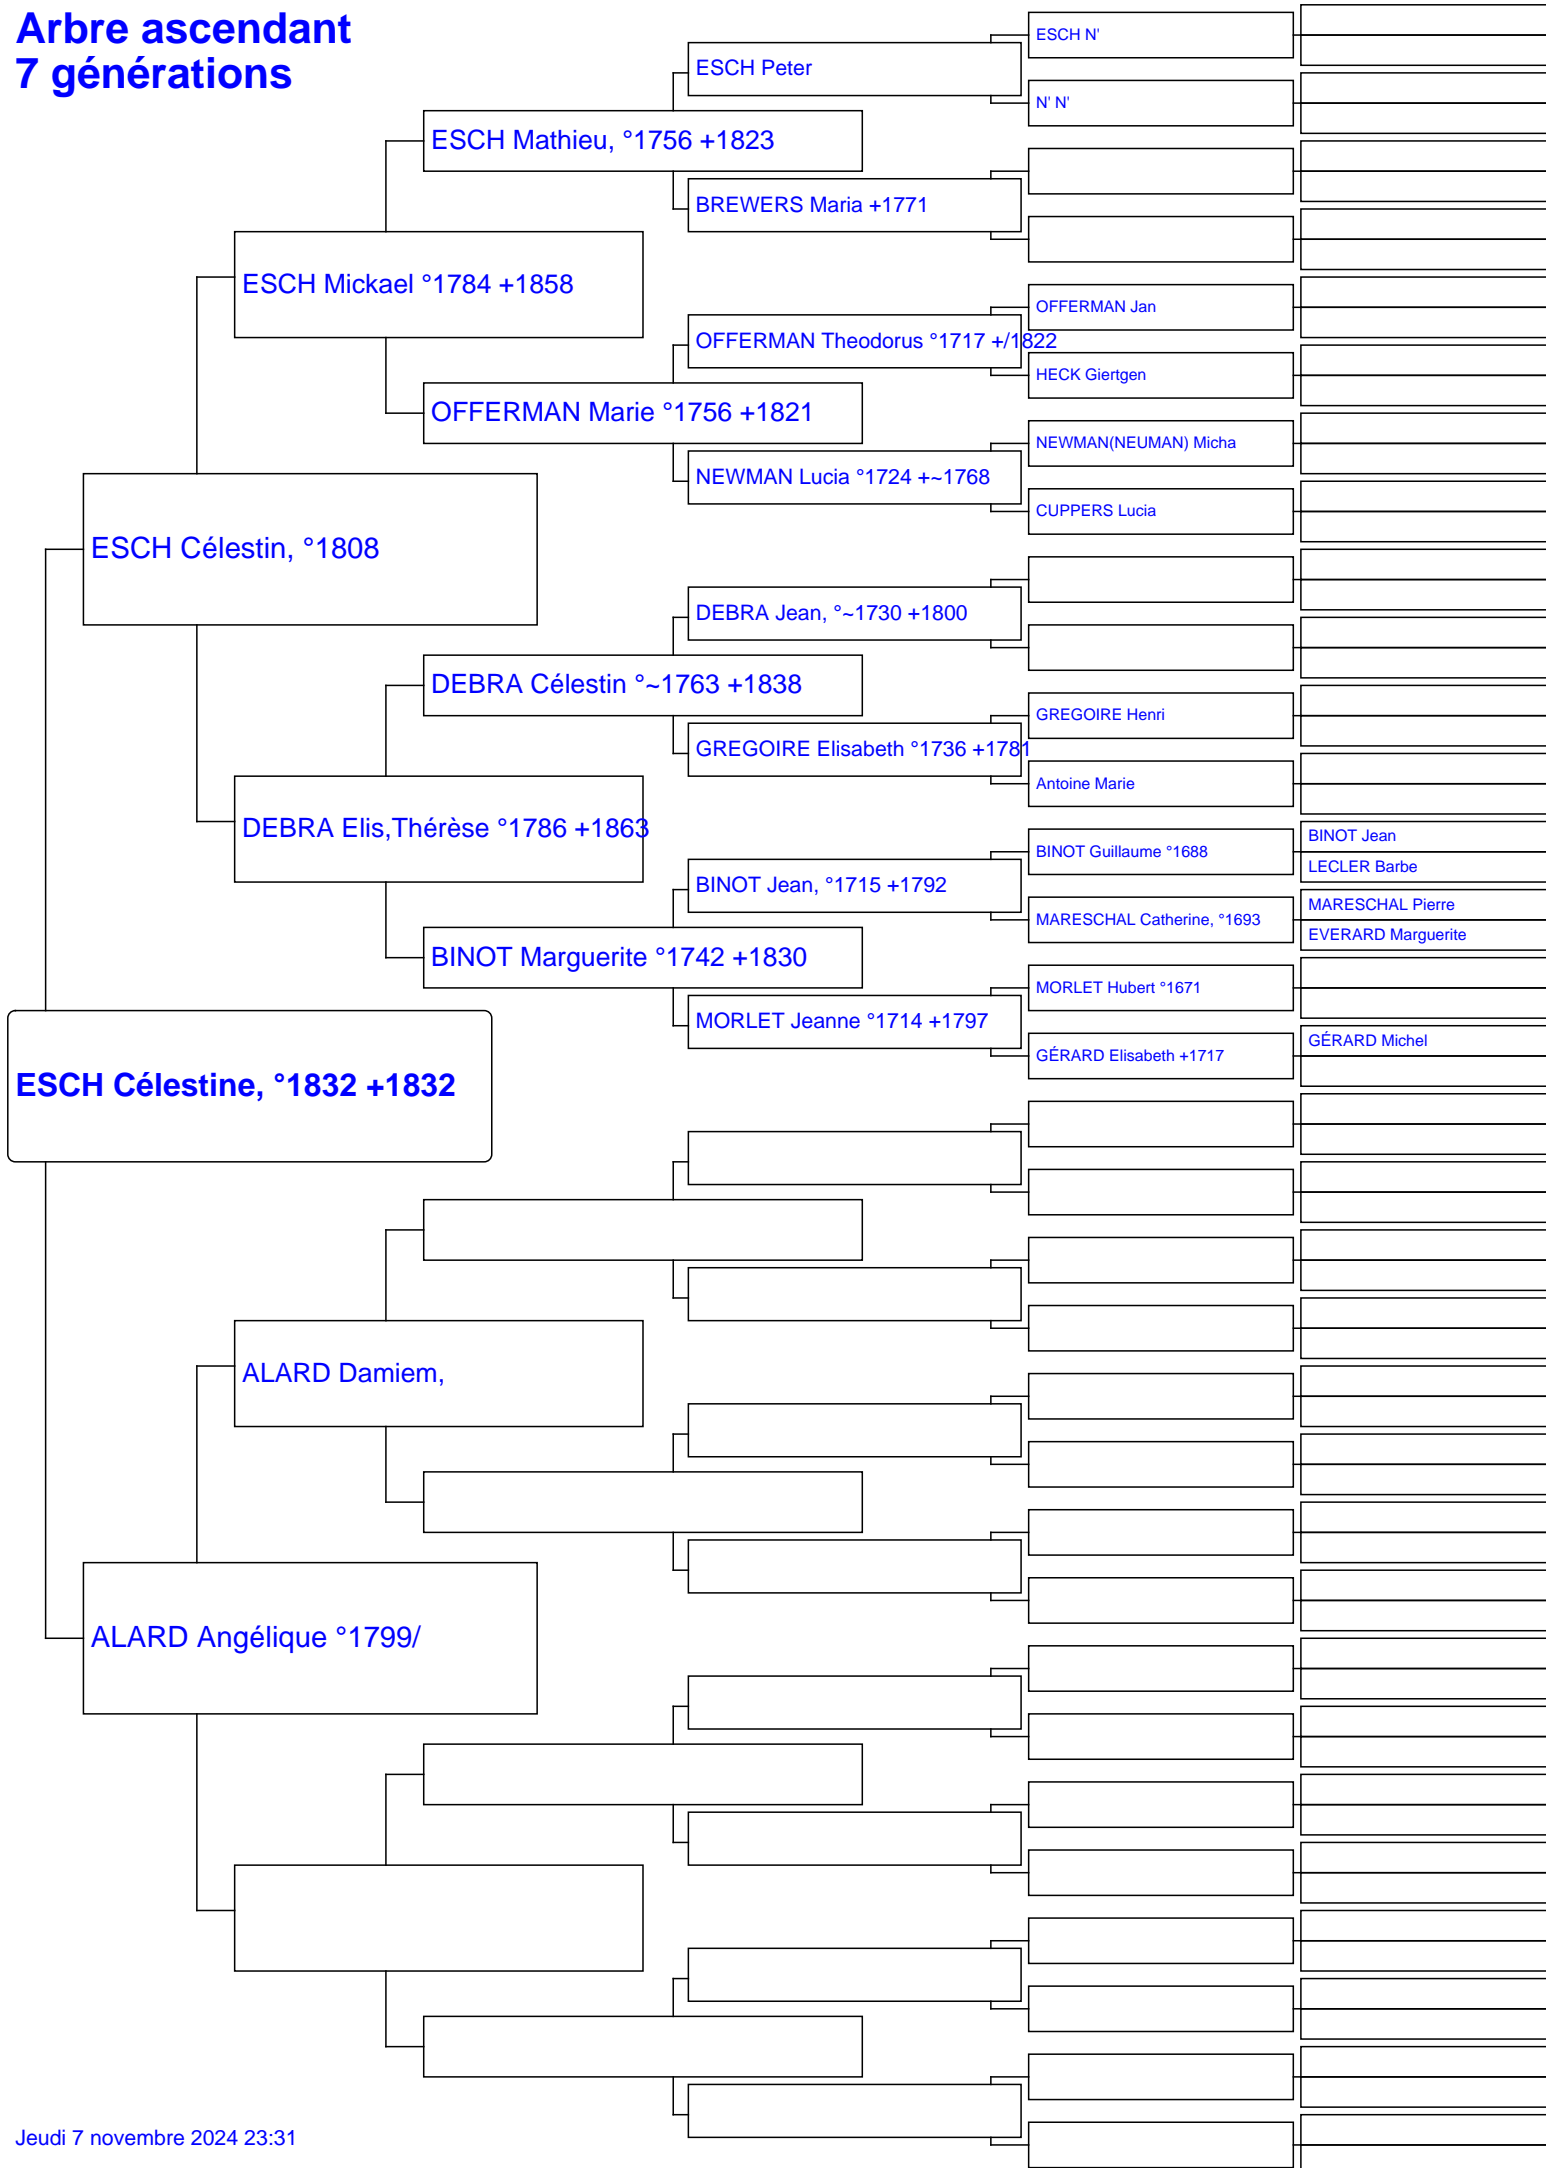 Arbre ascendant
7 générations
ESCH N'
ESCH Peter
N' N'
ESCH Mathieu, °1756 +1823
BREWERS Maria +1771
ESCH Mickael °1784 +1858
OFFERMAN Jan
OFFERMAN Theodorus °1717 +/1822
HECK Giertgen
OFFERMAN Marie °1756 +1821
NEWMAN(NEUMAN) Micha
NEWMAN Lucia °1724 +~1768
CUPPERS Lucia
ESCH Célestin, °1808
DEBRA Jean, °~1730 +1800
DEBRA Célestin °~1763 +1838
GREGOIRE Henri
GREGOIRE Elisabeth °1736 +1781
Antoine Marie
DEBRA Elis,Thérèse °1786 +1863
BINOT Jean
BINOT Guillaume °1688
LECLER Barbe
BINOT Jean, °1715 +1792
MARESCHAL Pierre
MARESCHAL Catherine, °1693
EVERARD Marguerite
BINOT Marguerite °1742 +1830
MORLET Hubert °1671
MORLET Jeanne °1714 +1797
GÉRARD Michel
GÉRARD Elisabeth +1717
ESCH Célestine, °1832 +1832
ALARD Damiem,
ALARD Angélique °1799/
Jeudi 7 novembre 2024 23:31